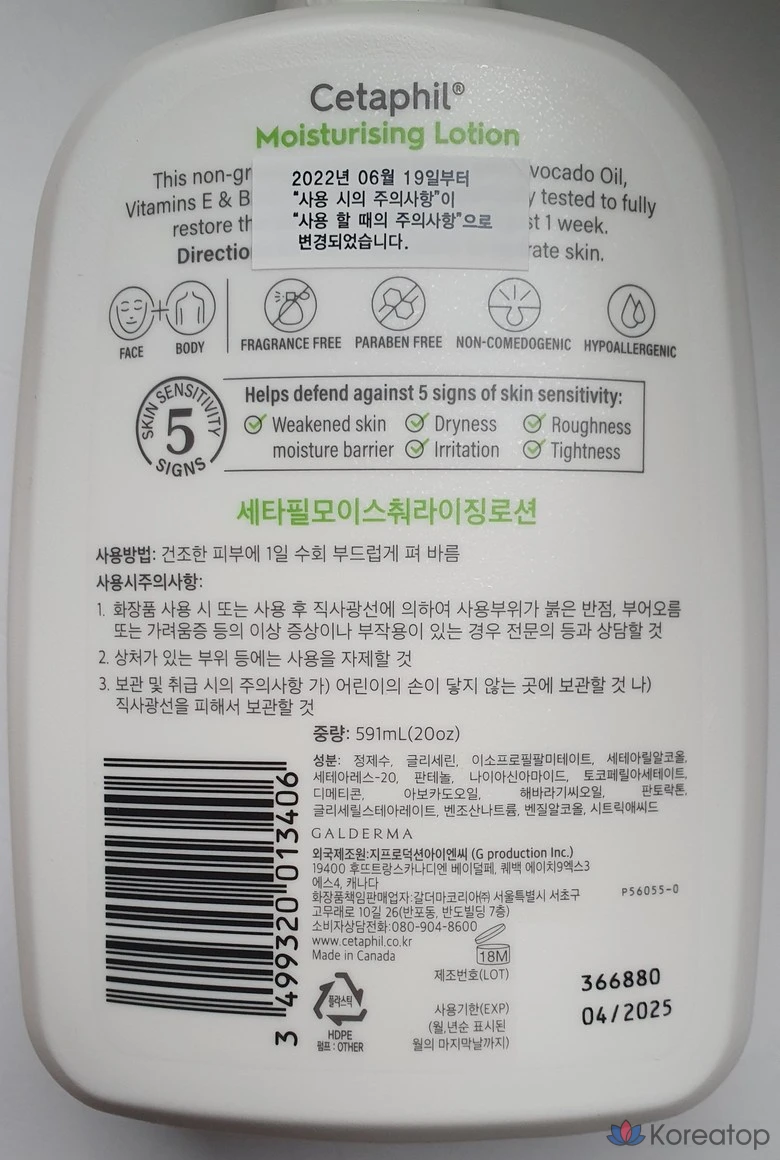 Cetaphil®
Moisturising Lotion
This non-gr vocado Oil,
Vitamins E & B y tested to fully
restore th st 1 week.
Directio rate skin.
2022년 06월 19일부터
“사용 시의 주의사항”이
“사용 할 때의 주의사항”으로
변경되었습니다.
FACE + BODY
FRAGRANCE FREE
PARABEN FREE
NON-COMEDOGENIC
HYPOALLERGENIC
SKIN SENSITIVITY
5
SIGNS
Helps defend against 5 signs of skin sensitivity:
Weakened skin Dryness Roughness
moisture barrier Irritation Tightness
세타필모이스춰라이징로션
사용방법: 건조한 피부에 1일 수회 부드럽게 펴 바름
사용시주의사항:
1. 화장품 사용 시 또는 사용 후 직사광선에 의하여 사용부위가 붉은 반점, 부어오름
또는 가려움증 등의 이상 증상이나 부작용이 있는 경우 전문의 등과 상담할 것
2. 상처가 있는 부위 등에는 사용을 자제할 것
3. 보관 및 취급 시의 주의사항 가) 어린이의 손이 닿지 않는 곳에 보관할 것 나)
직사광선을 피해서 보관할 것
중량: 591mL(20oz)
성분: 정제수, 글리세린, 이소프로필팔미테이트, 세테아릴알코올,
세테아레스-20, 판테놀, 나이아신아마이드, 토코페릴아세테이트,
디메티콘, 아보카도오일, 해바라기씨오일, 판토락톤,
글리세릴스테아레이트, 벤조산나트륨, 벤질알코올, 시트릭애씨드
GALDERMA
외국제조원:지프로덕션아이엔씨 (G production Inc.)
19400 후뜨트랑스카나디엔 베이덜페, 퀘백 에이치9엑스3
에스4, 캐나다
화장품책임판매업자:갈더마코리아㈜ 서울특별시 서초구
고무래로 10길 26(반포동, 반도빌딩 7층)
소비자상담전화:080-904-8600
www.cetaphil.co.kr
Made in Canada
P56055-0
18M
3 499320 013406
플라스틱
HDPE
펌프 : OTHER
제조번호(LOT)
366880
사용기한(EXP)
04/2025
(월,년순 표시된
월의 마지막날까지)
Koreatop